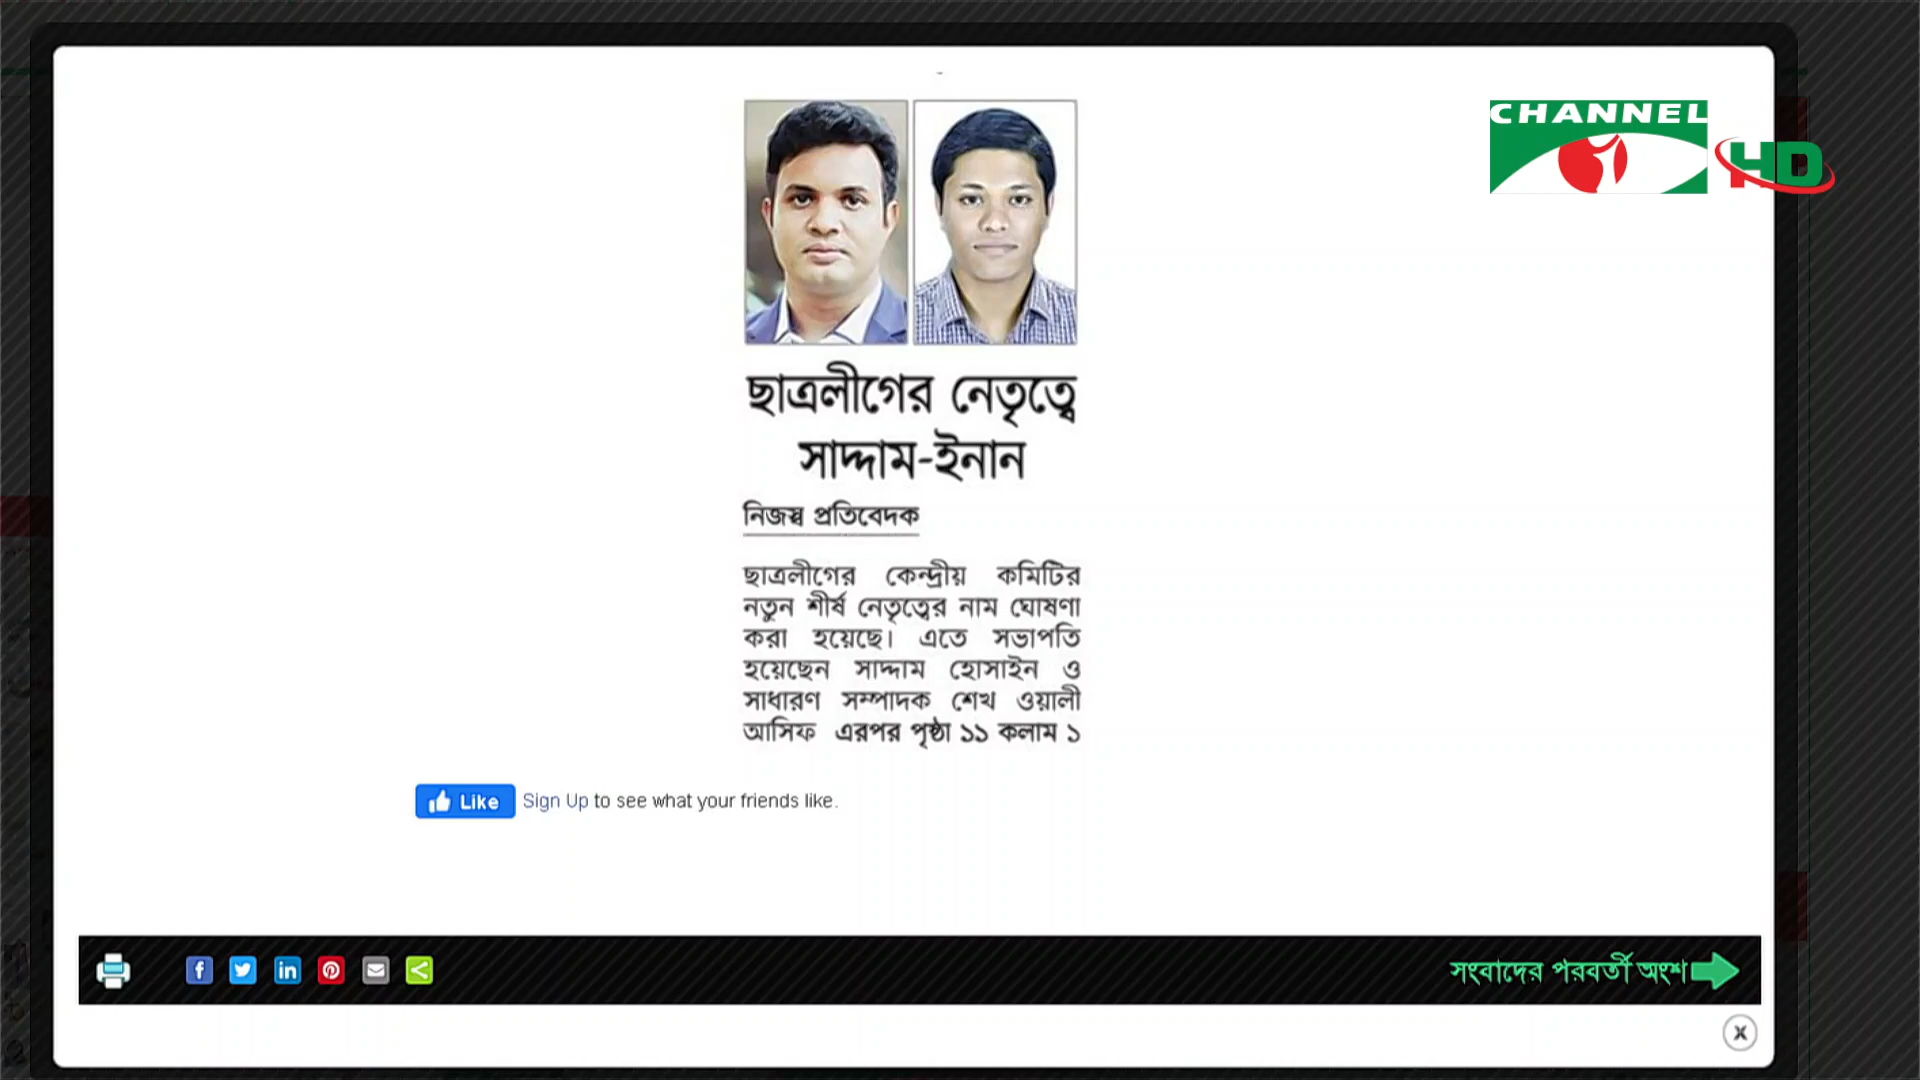 CHANNEL
HD
ছাত্রলীগের নেতৃত্বে
সাদ্দাম-ইনান
নিজস্ব প্রতিবেদক
ছাত্রলীগের কেন্দ্রীয় কমিটির
নতুন শীর্ষ নেতৃত্বের নাম ঘোষণা
করা হয়েছে। এতে সভাপতি
হয়েছেন সাদ্দাম হোসাইন ও
সাধারণ সম্পাদক শেখ ওয়ালী
আসিফ এরপর পৃষ্ঠা ১১ কলাম ১
Like Sign Up to see what your friends like.
সংবাদের পরবর্তী অংশ
X